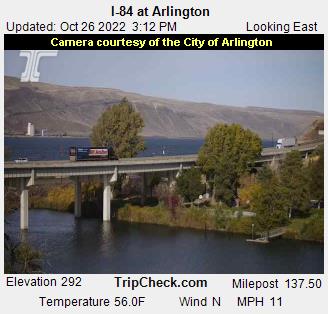 I-84 at Arlington
Updated: Oct 26 2022 3:12 PM Looking East
Camera courtesy of the City of Arlington
Elevation 292 TripCheck.com Milepost 137.50
Temperature 56.0F Wind N MPH 11